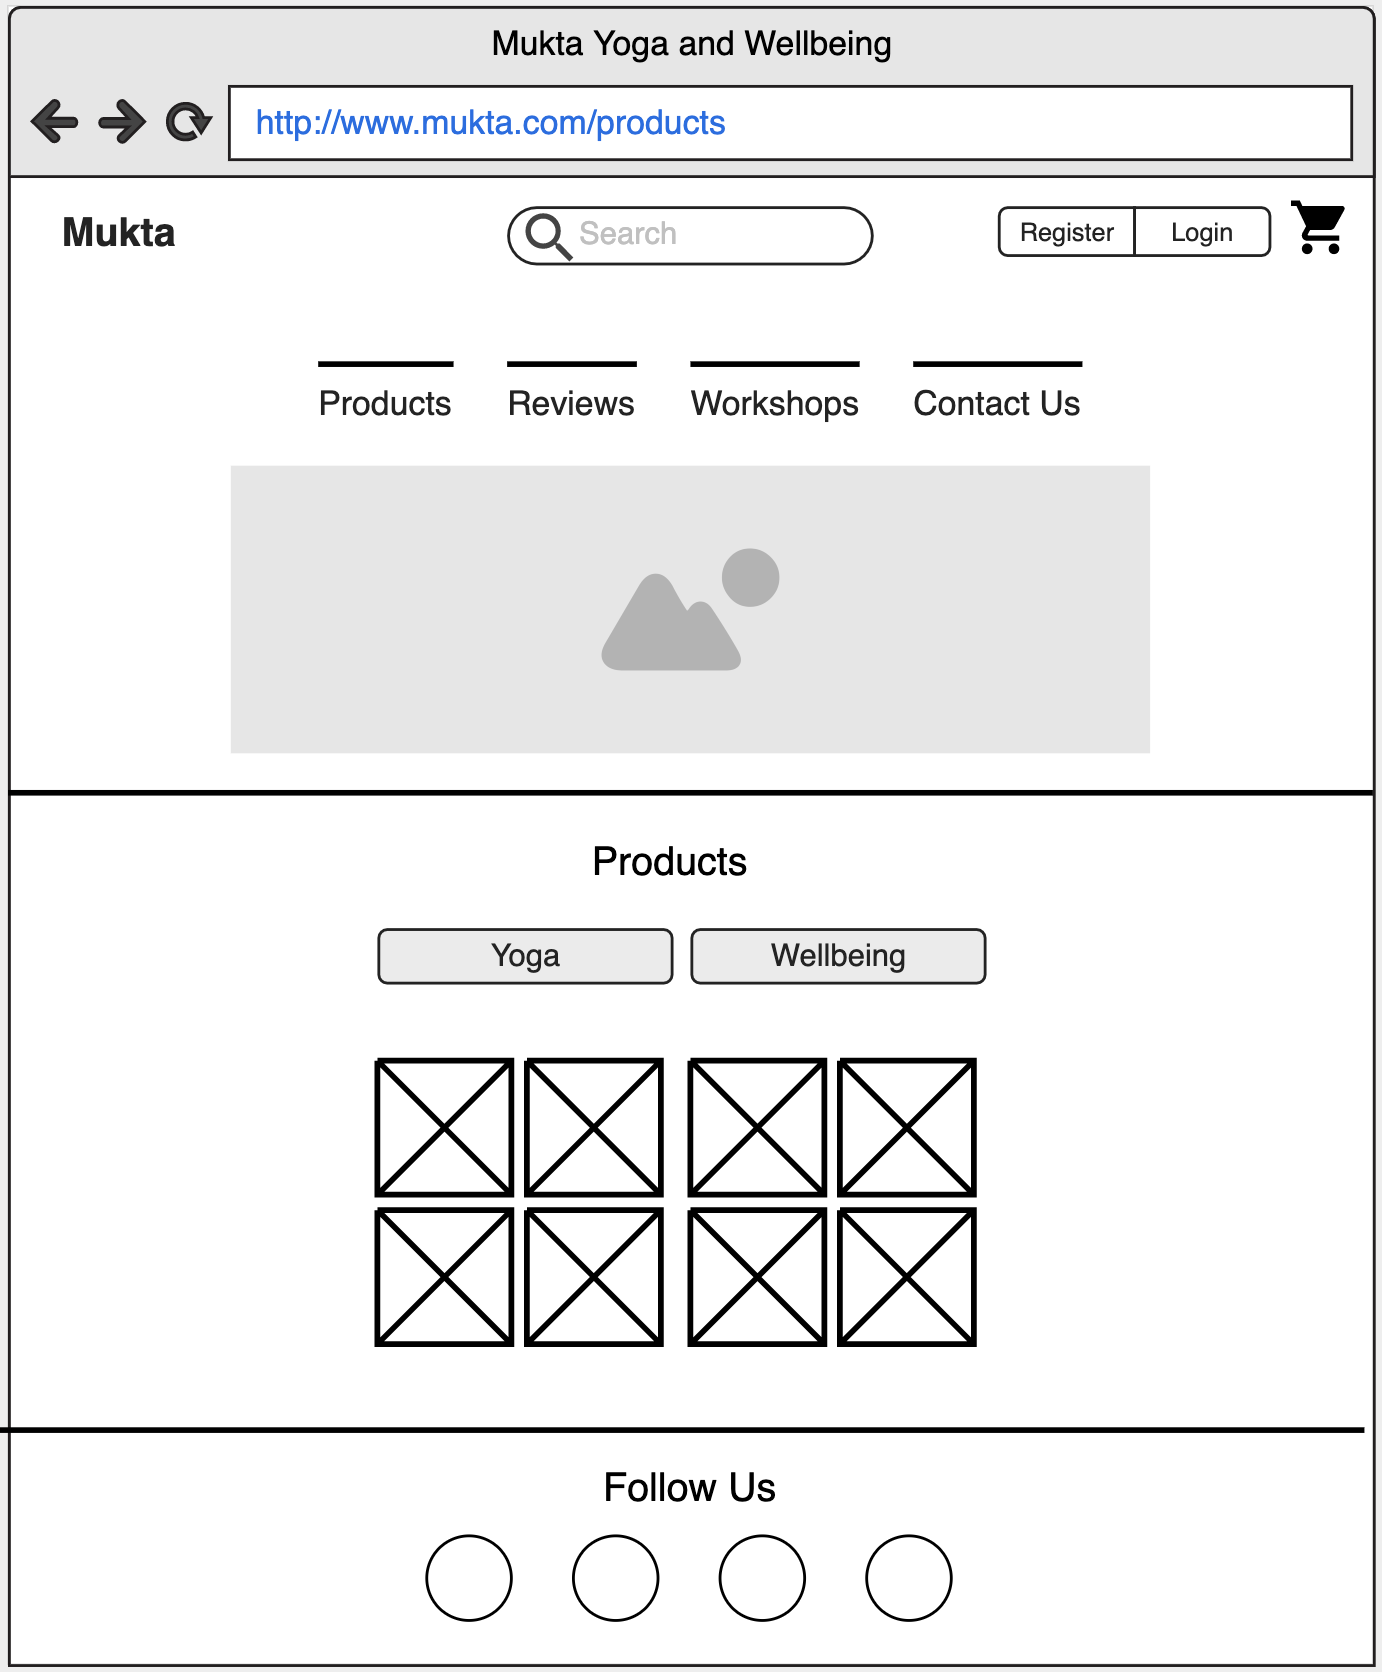 Mukta Yoga and Wellbeing
http://www.mukta.com/products
Mukta
Search
Register
Login
Products
Reviews
Workshops
Contact Us
Products
Yoga
Wellbeing
Follow Us